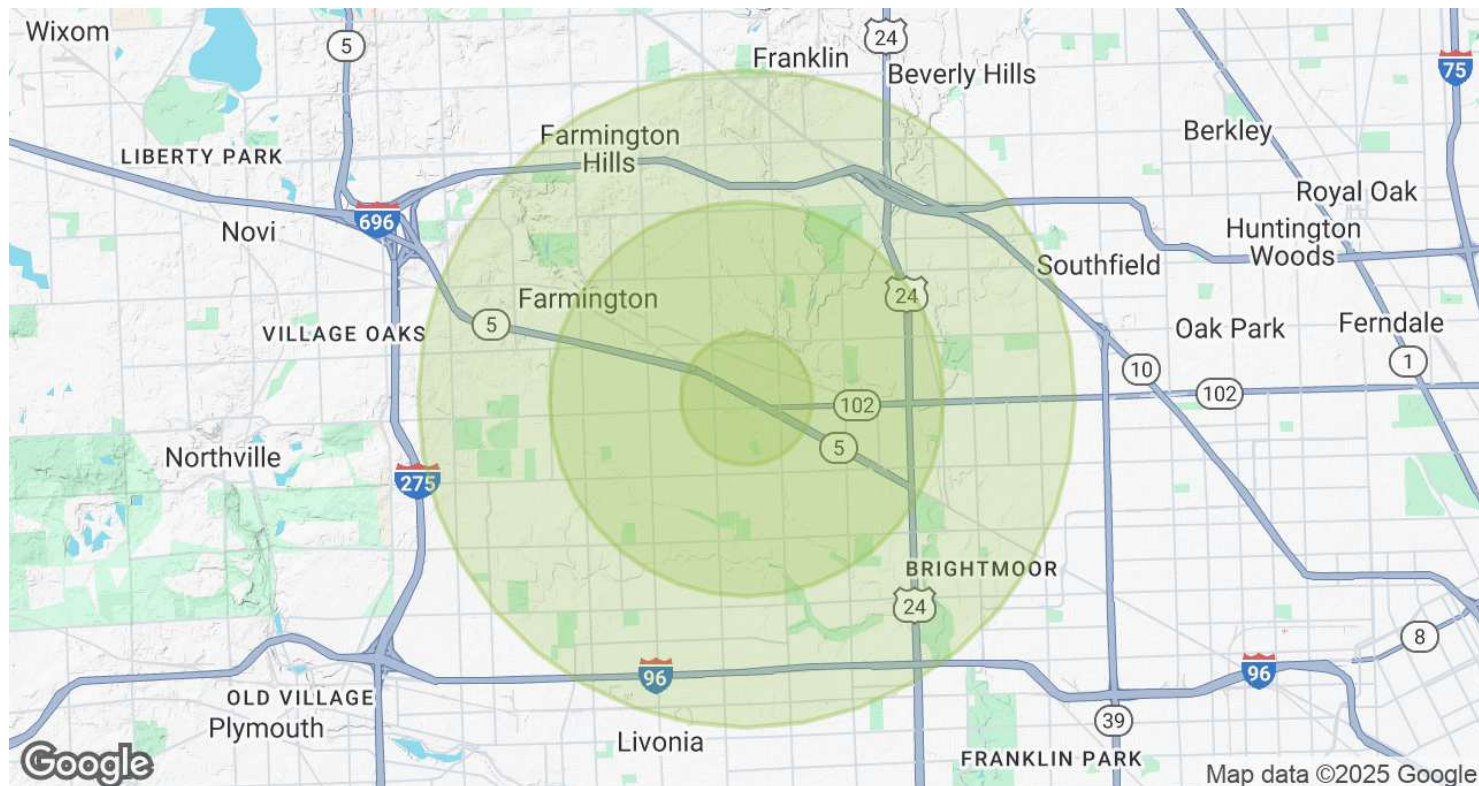 Wixom
5
Franklin
24
Beverly Hills
75
Farmington
Hills
Berkley
LIBERTY PARK
Royal Oak
696
Novi
Huntington
Woods
Southfield
Farmington
24
5
VILLAGE OAKS
Oak Park
Ferndale
10
1
102
102
5
Northville
275
BRIGHTMOOR
24
8
96
96
OLD VILLAGE
Plymouth
39
Livonia
FRANKLIN PARK
Google
Map data ©2025 Google